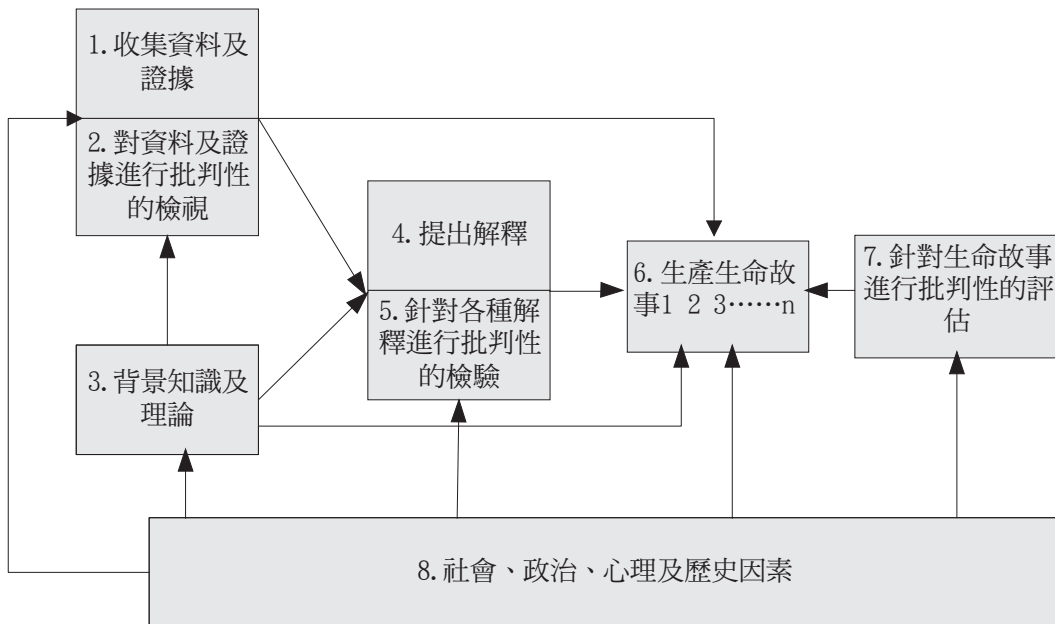 1.收集資料及
證據
2.對資料及證
據進行批判性
的檢視
3.背景知識及
理論
4.提出解釋
5.針對各種解
釋進行批判性
的檢驗
6.生產生命故
事1 2 3……n
7.針對生命故事
進行批判性的評
估
8.社會、政治、心理及歷史因素